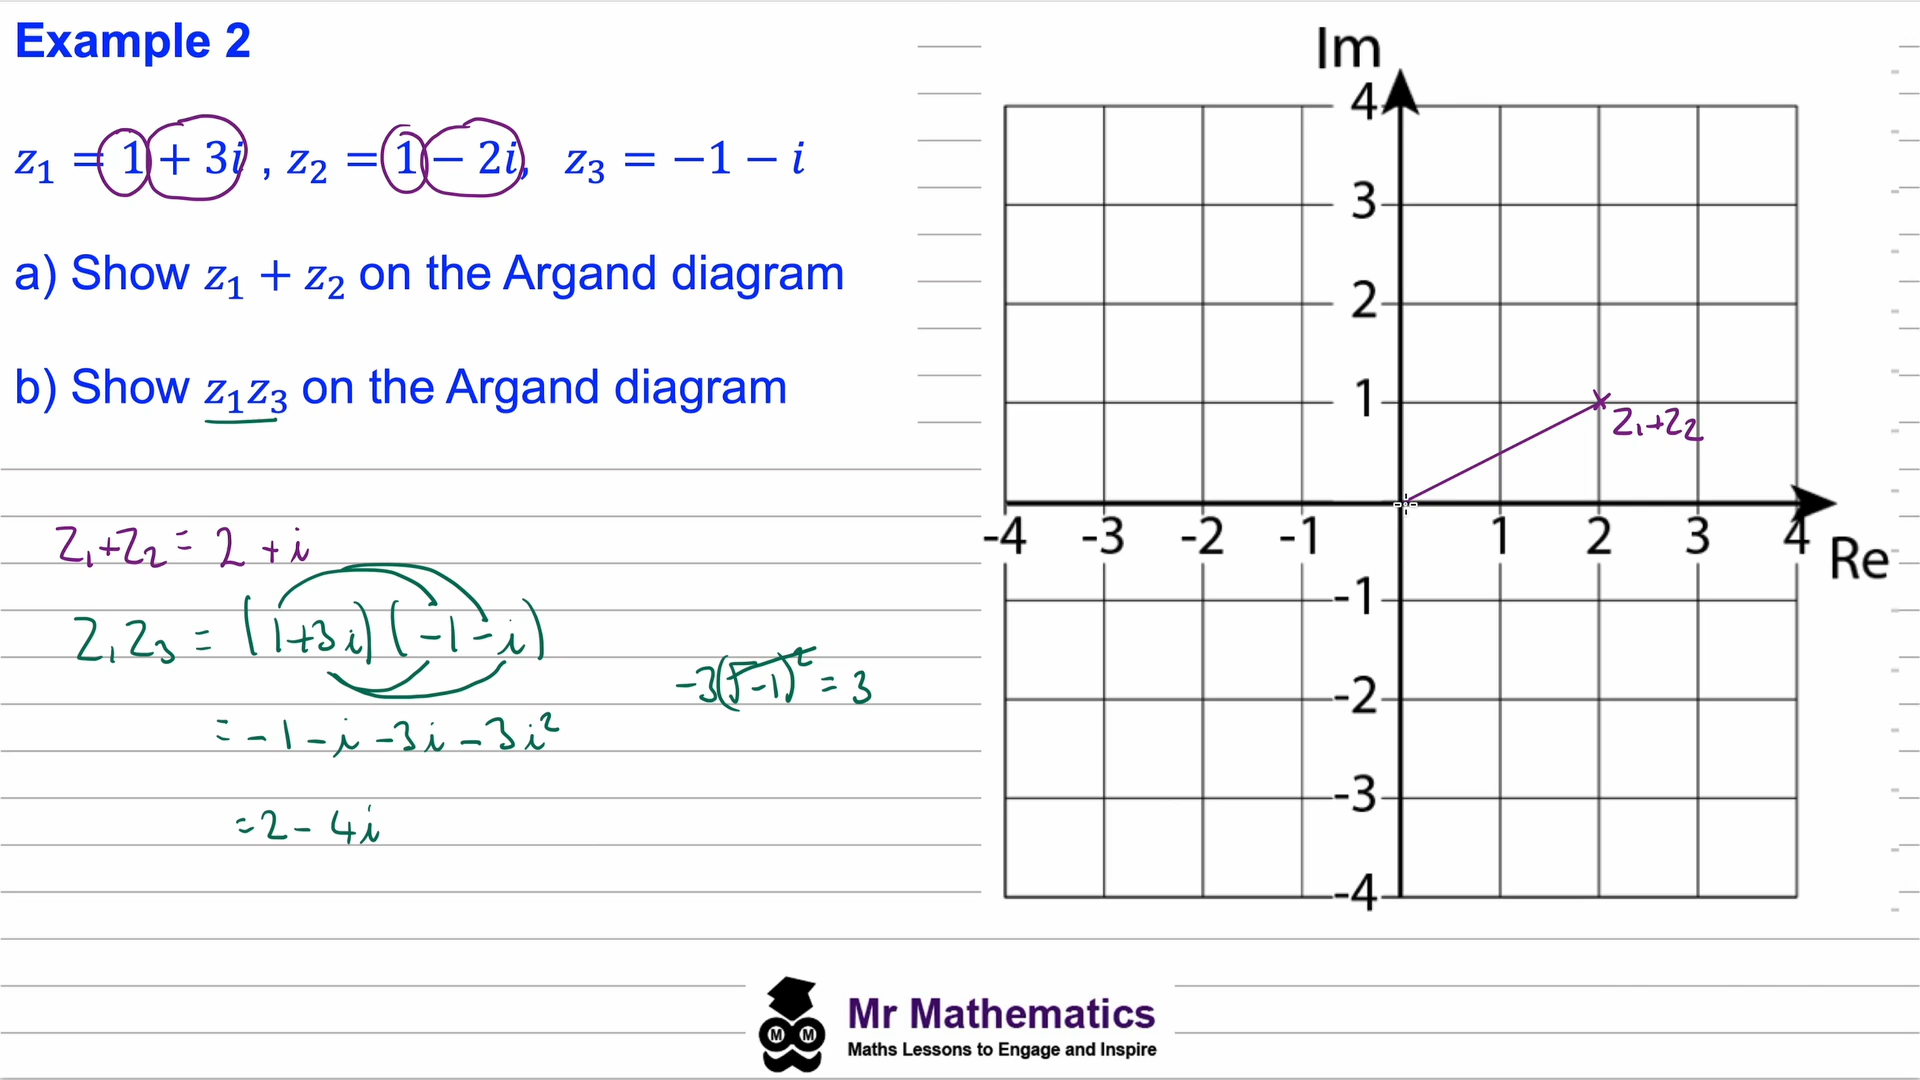 Example 2
z₁ = 1 + 3i , z₂ = 1 − 2i, z₃ = −1 − i
a) Show z₁ + z₂ on the Argand diagram
b) Show z₁z₃ on the Argand diagram
z₁+z₂ = 2 + i
z₁z₃ = (1+3i)(-1-i)
= -1 - i - 3i - 3i²
-3(√-1)² = 3
= 2 - 4i
Im
4
3
2
1
z₁+z₂
-4 -3 -2 -1 1 2 3 4
Re
-1
-2
-3
-4
M M
Mr Mathematics
Maths Lessons to Engage and Inspire